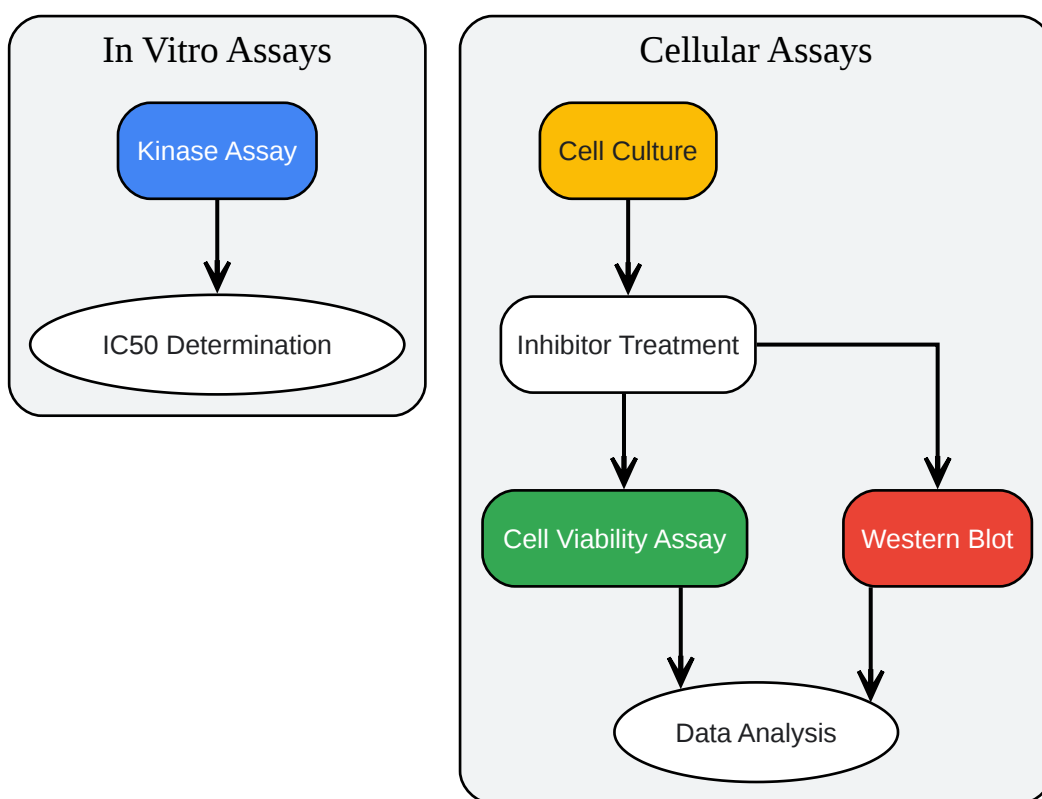 In Vitro Assays
Kinase Assay
IC50 Determination
Cellular Assays
Cell Culture
Inhibitor Treatment
Cell Viability Assay
Western Blot
Data Analysis